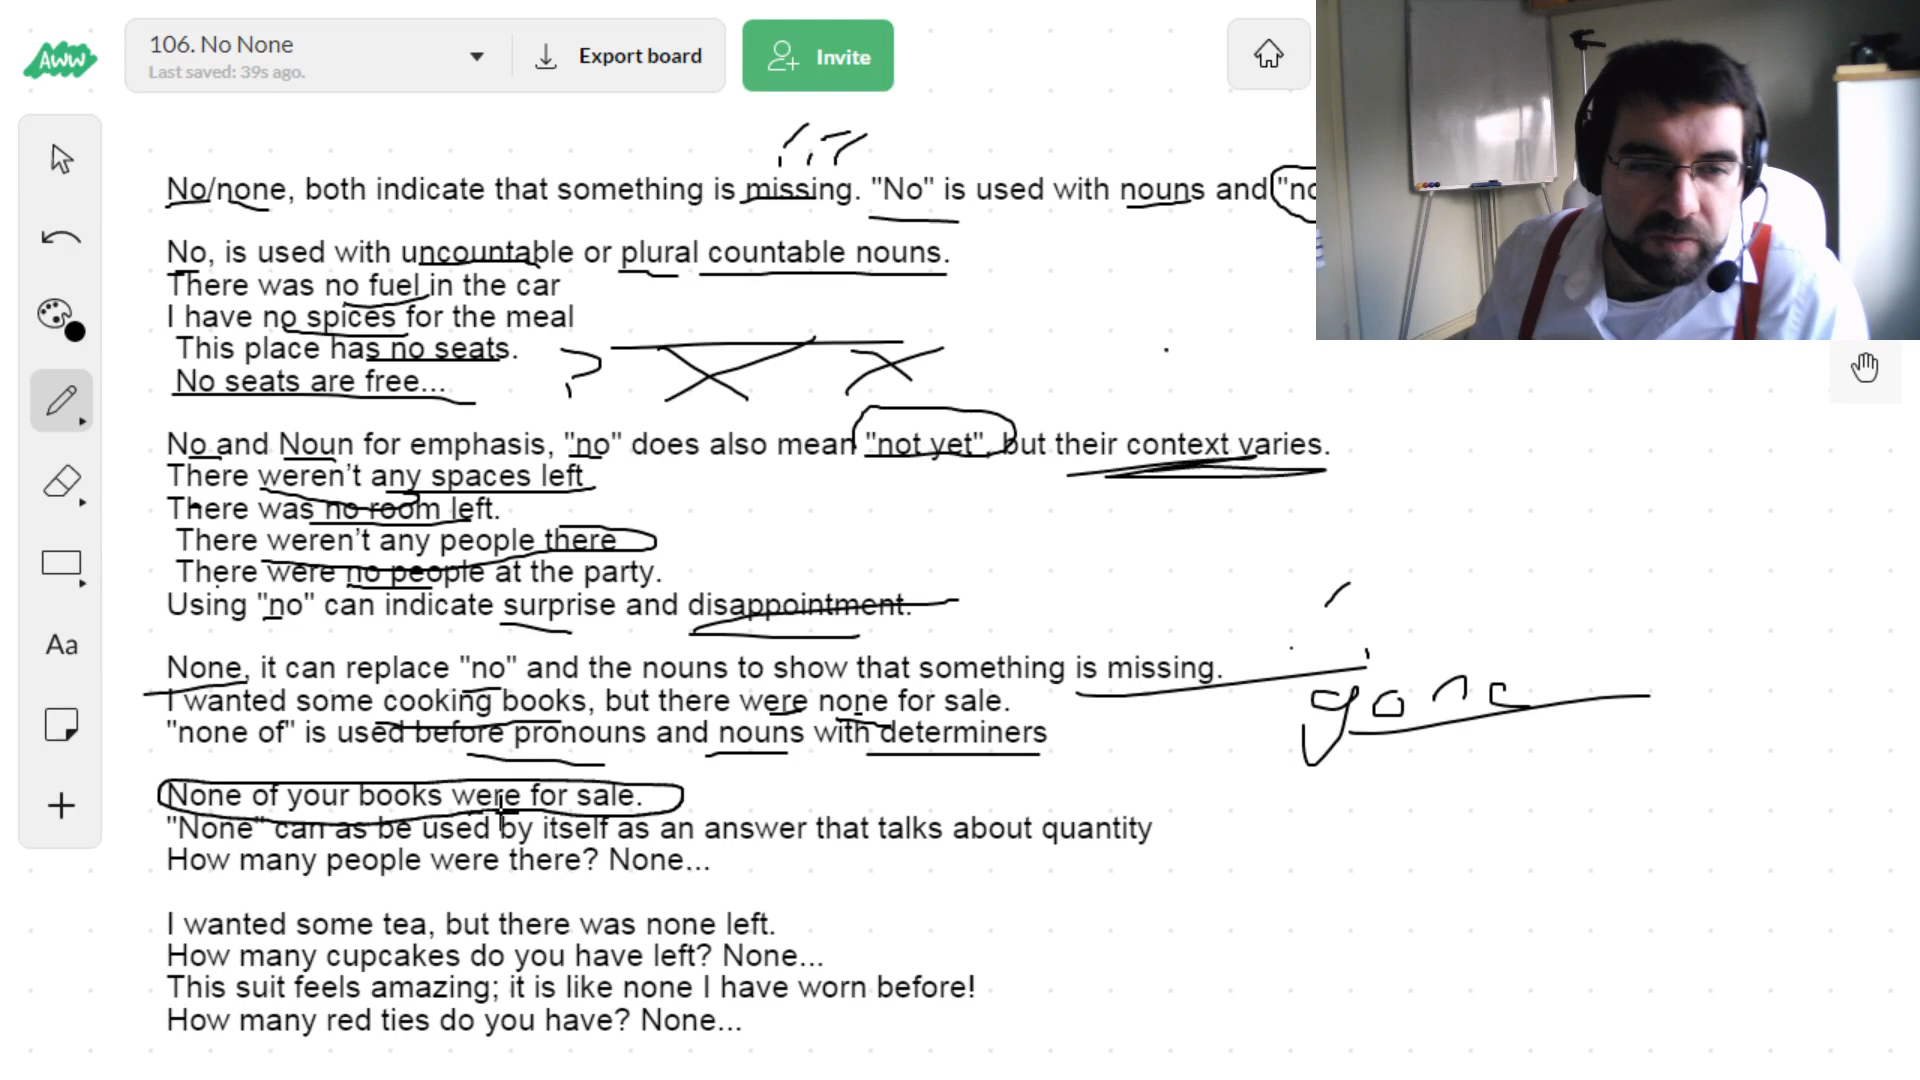 AWW
106. No None
Last saved: 39s ago.
Export board
Invite
No/none, both indicate that something is missing. "No" is used with nouns and "no
No, is used with uncountable or plural countable nouns.
There was no fuel in the car
I have no spices for the meal
This place has no seats.
No seats are free...
?
No and Noun for emphasis, "no" does also mean "not yet", but their context varies.
There weren't any spaces left
There was no room left.
There weren't any people there
There were no people at the party.
Using "no" can indicate surprise and disappointment.
None, it can replace "no" and the nouns to show that something is missing.
I wanted some cooking books, but there were none for sale.
gone
"none of" is used before pronouns and nouns with determiners
None of your books were for sale.
"None" can as be used by itself as an answer that talks about quantity
How many people were there? None...
I wanted some tea, but there was none left.
How many cupcakes do you have left? None...
This suit feels amazing; it is like none I have worn before!
How many red ties do you have? None...
Aa